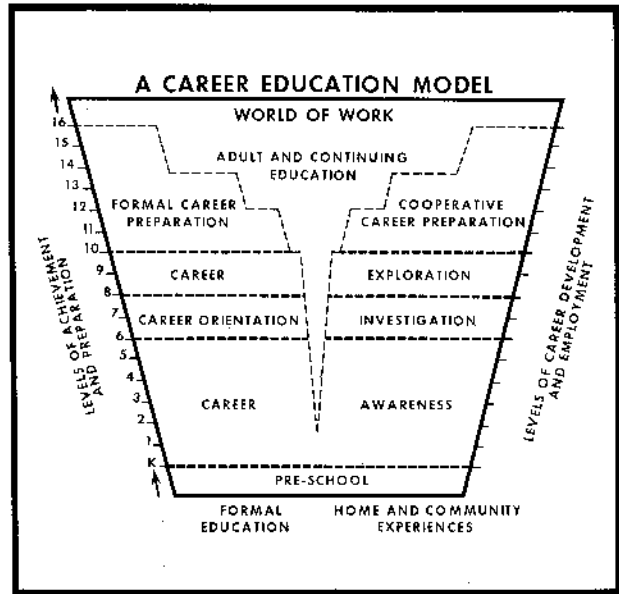 A CAREER EDUCATION MODEL
WORLD OF WORK
16
15
14
13
12
11
10
9
8
7
6
5
4
3
2
1
K
ADULT AND CONTINUING
EDUCATION
FORMAL CAREER
PREPARATION
COOPERATIVE
CAREER PREPARATION
CAREER
EXPLORATION
CAREER ORIENTATION
INVESTIGATION
CAREER
AWARENESS
PRE-SCHOOL
FORMAL
EDUCATION
HOME AND COMMUNITY
EXPERIENCES
LEVELS OF ACHIEVEMENT
AND PREPARATION
LEVELS OF CAREER DEVELOPMENT
AND EMPLOYMENT